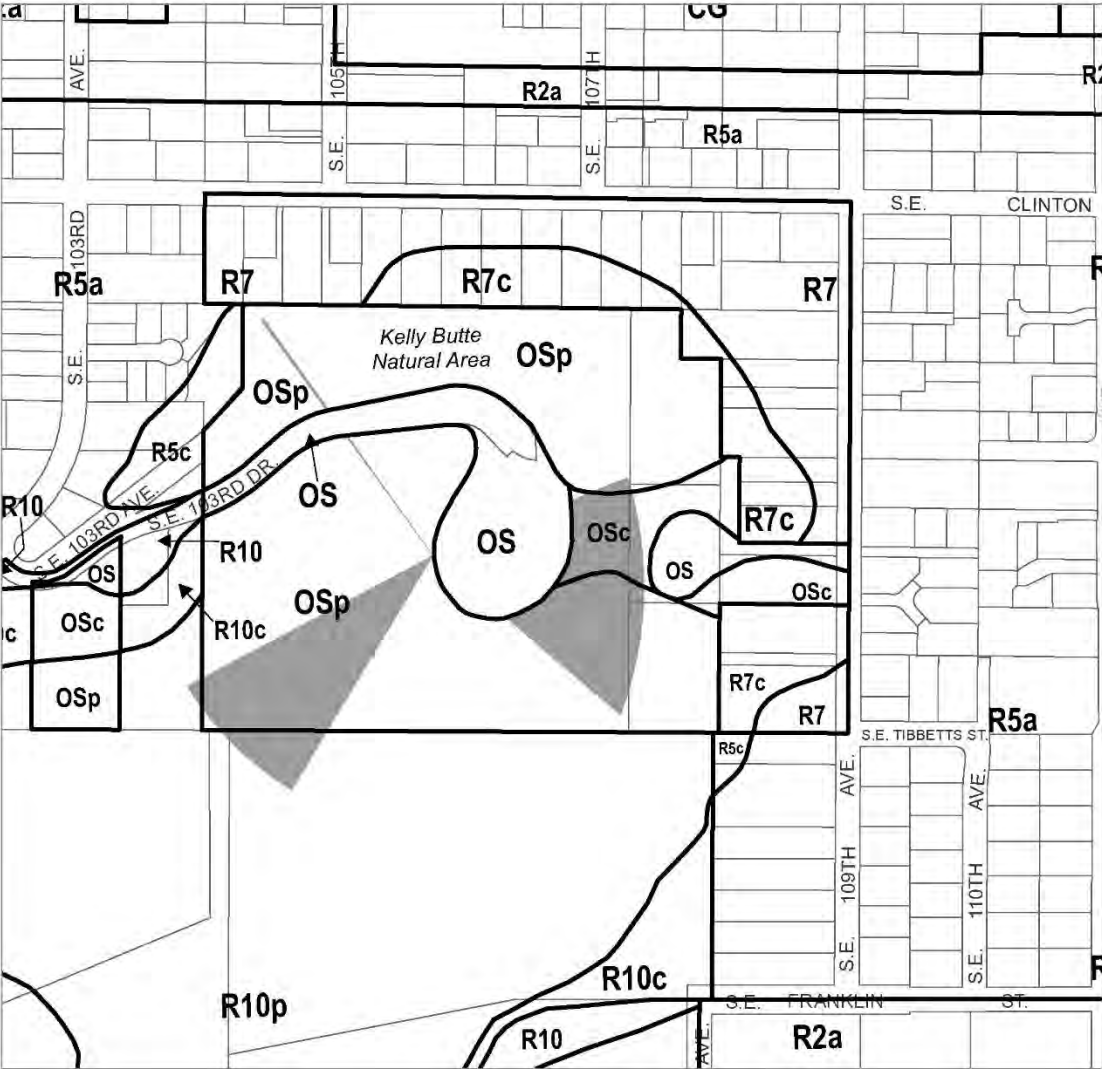 CG
AVE.
S.E. 105TH
R2a
S.E. 107TH
R5a
S.E. CLINTON
S.E. 103RD
R5a
R7
R7c
R7
Kelly Butte
Natural Area
OSp
OSp
R5c
R10
S.E. 103RD AVE.
S.E. 103RD DR.
OS
OS
OSc
R7c
R10
OS
OS
OSc
OSp
OSc
R10c
OSp
R7c
R7
R5a
S.E. TIBBETTS ST.
R5c
S.E. 109TH AVE.
S.E. 110TH AVE.
R10c
R10p
S.E. FRANKLIN ST.
R10
AVE.
R2a